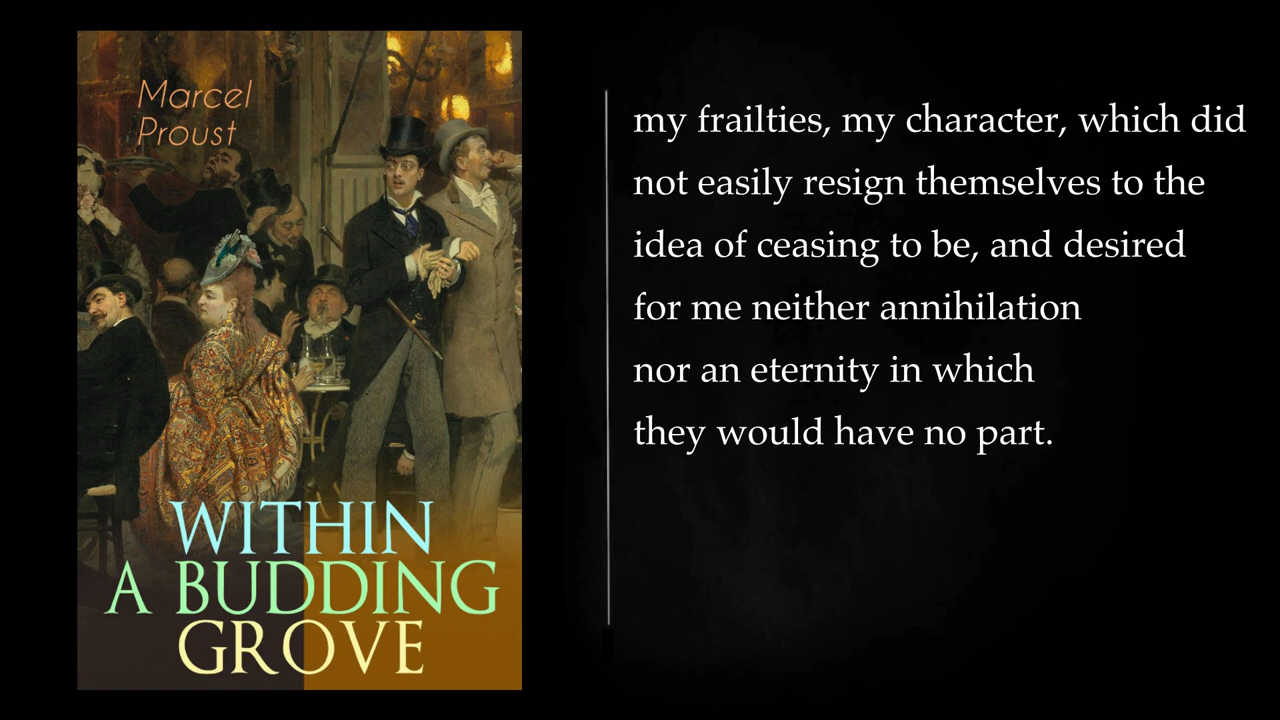 Marcel
Proust
WITHIN
A BUDDING
GROVE
my frailties, my character, which did
not easily resign themselves to the
idea of ceasing to be, and desired
for me neither annihilation
nor an eternity in which
they would have no part.